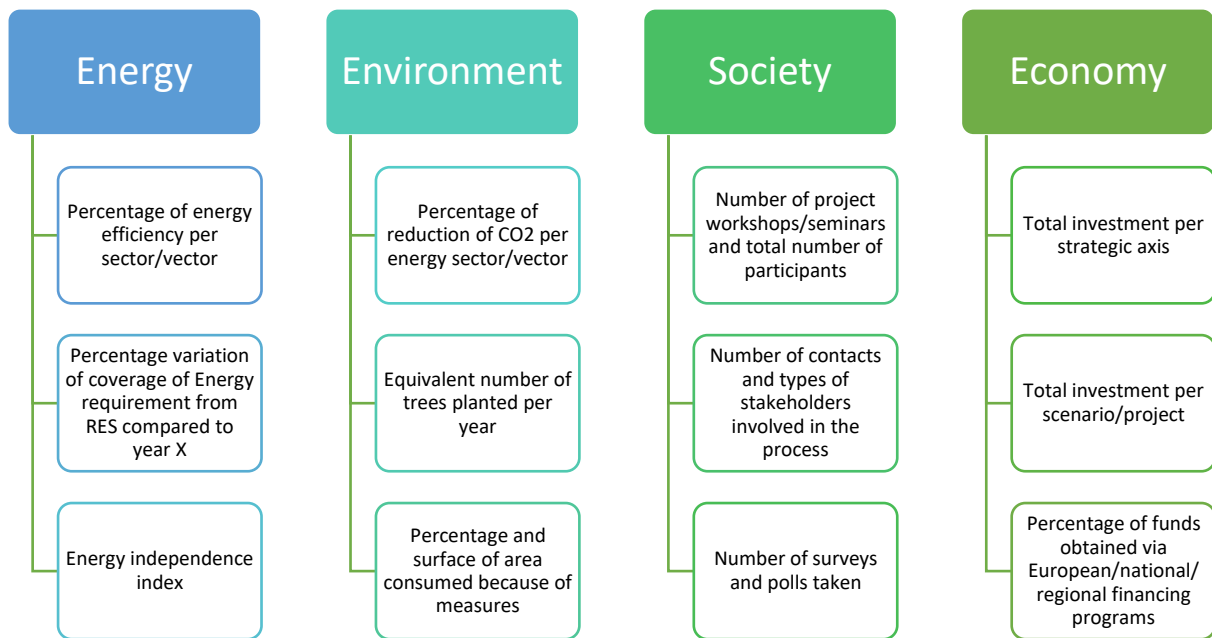 Energy
Percentage of energy
efficiency per
sector/vector
Percentage variation
of coverage of Energy
requirement from
RES compared to
year X
Energy independence
index
Environment
Percentage of
reduction of CO2 per
energy sector/vector
Equivalent number of
trees planted per
year
Percentage and
surface of area
consumed because of
measures
Society
Number of project
workshops/seminars
and total number of
participants
Number of contacts
and types of
stakeholders
involved in the
process
Number of surveys
and polls taken
Economy
Total investment per
strategic axis
Total investment per
scenario/project
Percentage of funds
obtained via
European/national/
regional financing
programs